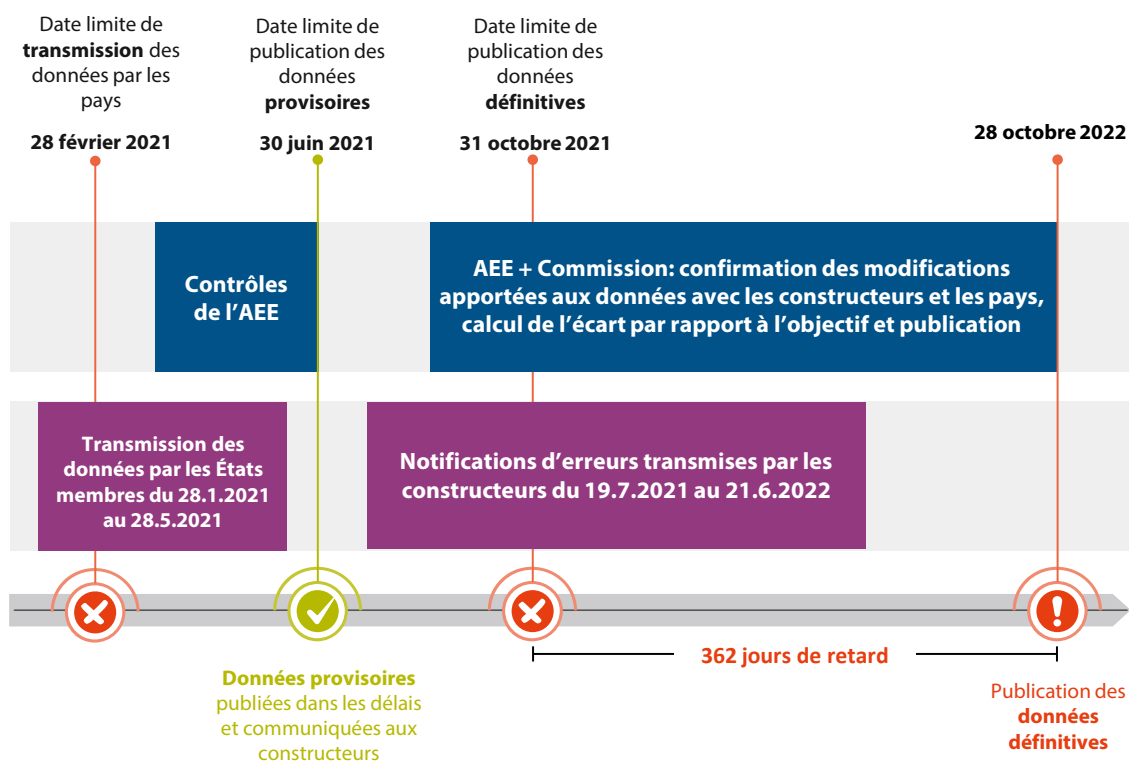 Date limite de
transmission des
données par les
pays
28 février 2021
Date limite de
publication des
données
provisoires
30 juin 2021
Date limite de
publication des
données
définitives
31 octobre 2021
28 octobre 2022
Contrôles
de l'AEE
AEE + Commission: confirmation des modifications
apportées aux données avec les constructeurs et les pays,
calcul de l'écart par rapport à l'objectif et publication
Transmission des
données par les États
membres du 28.1.2021
au 28.5.2021
Notifications d'erreurs transmises par les
constructeurs du 19.7.2021 au 21.6.2022
362 jours de retard
Données provisoires
publiées dans les délais
et communiquées aux
constructeurs
Publication des
données
définitives